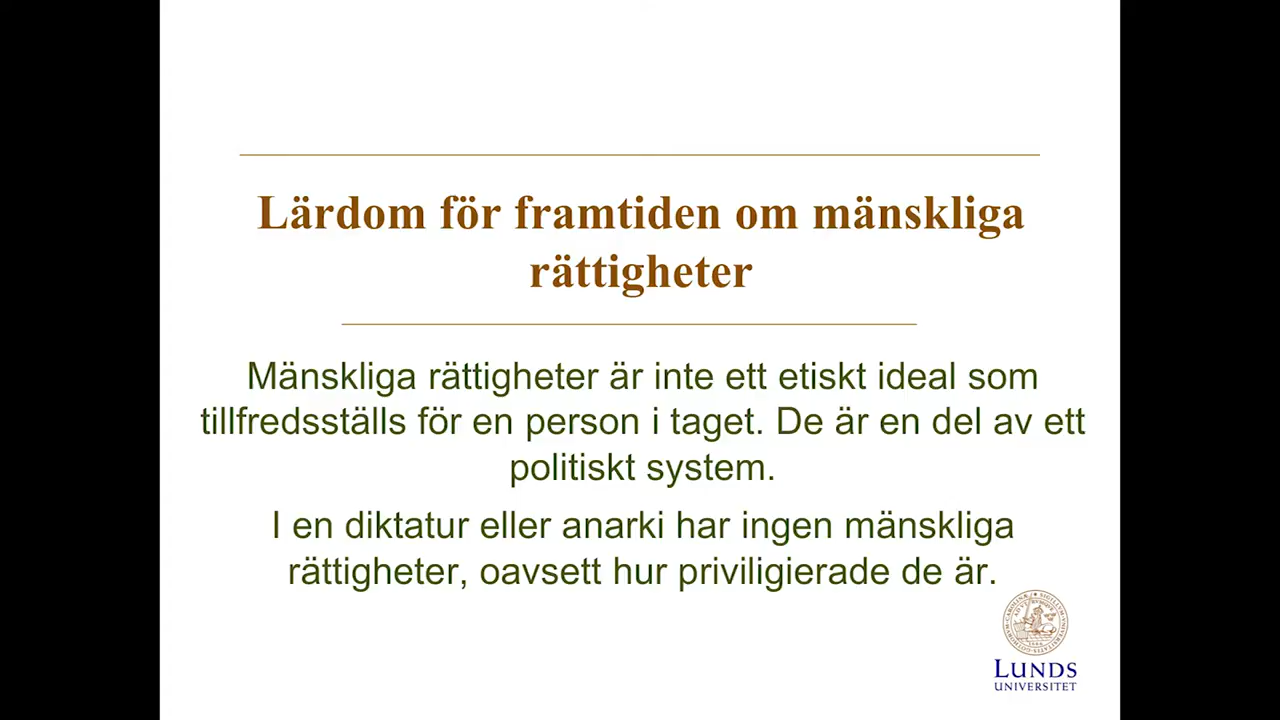 Lärdom för framtiden om mänskliga
rättigheter
Mänskliga rättigheter är inte ett etiskt ideal som
tillfredsställs för en person i taget. De är en del av ett
politiskt system.
I en diktatur eller anarki har ingen mänskliga
rättigheter, oavsett hur priviligierade de är.
LUNDS
UNIVERSITET